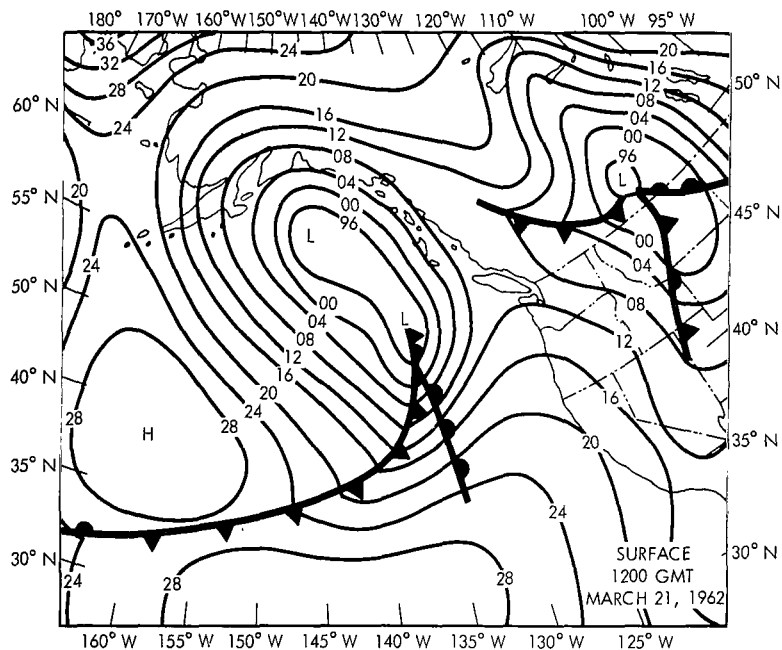 180° W 170° W 160° W 150° W 140° W 130° W 120° W 110° W 100° W 95° W
36 24 20
32 20 16
28 16 12 50° N
60° N 24 12 08
08 04
04 00
00 96
20 96 L
55° N L 00 45° N
24 04
50° N 00 08
04 L 12 40° N
08
12
40° N 16 16
20 20
28 H 28 24 35° N
35° N 24
30° N 30° N
24 28 28
SURFACE
1200 GMT
MARCH 21, 1962
160° W 155° W 150° W 145° W 140° W 135° W 130° W 125° W